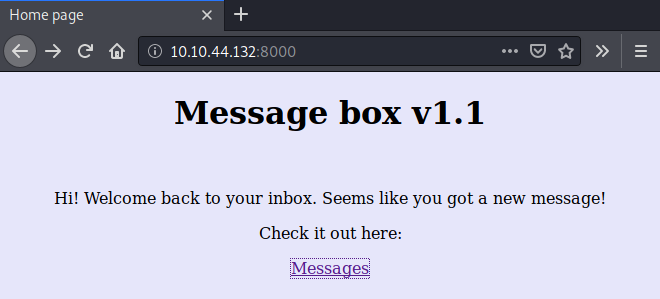 Home page
10.10.44.132:8000
Message box v1.1
Hi! Welcome back to your inbox. Seems like you got a new message!
Check it out here:
Messages